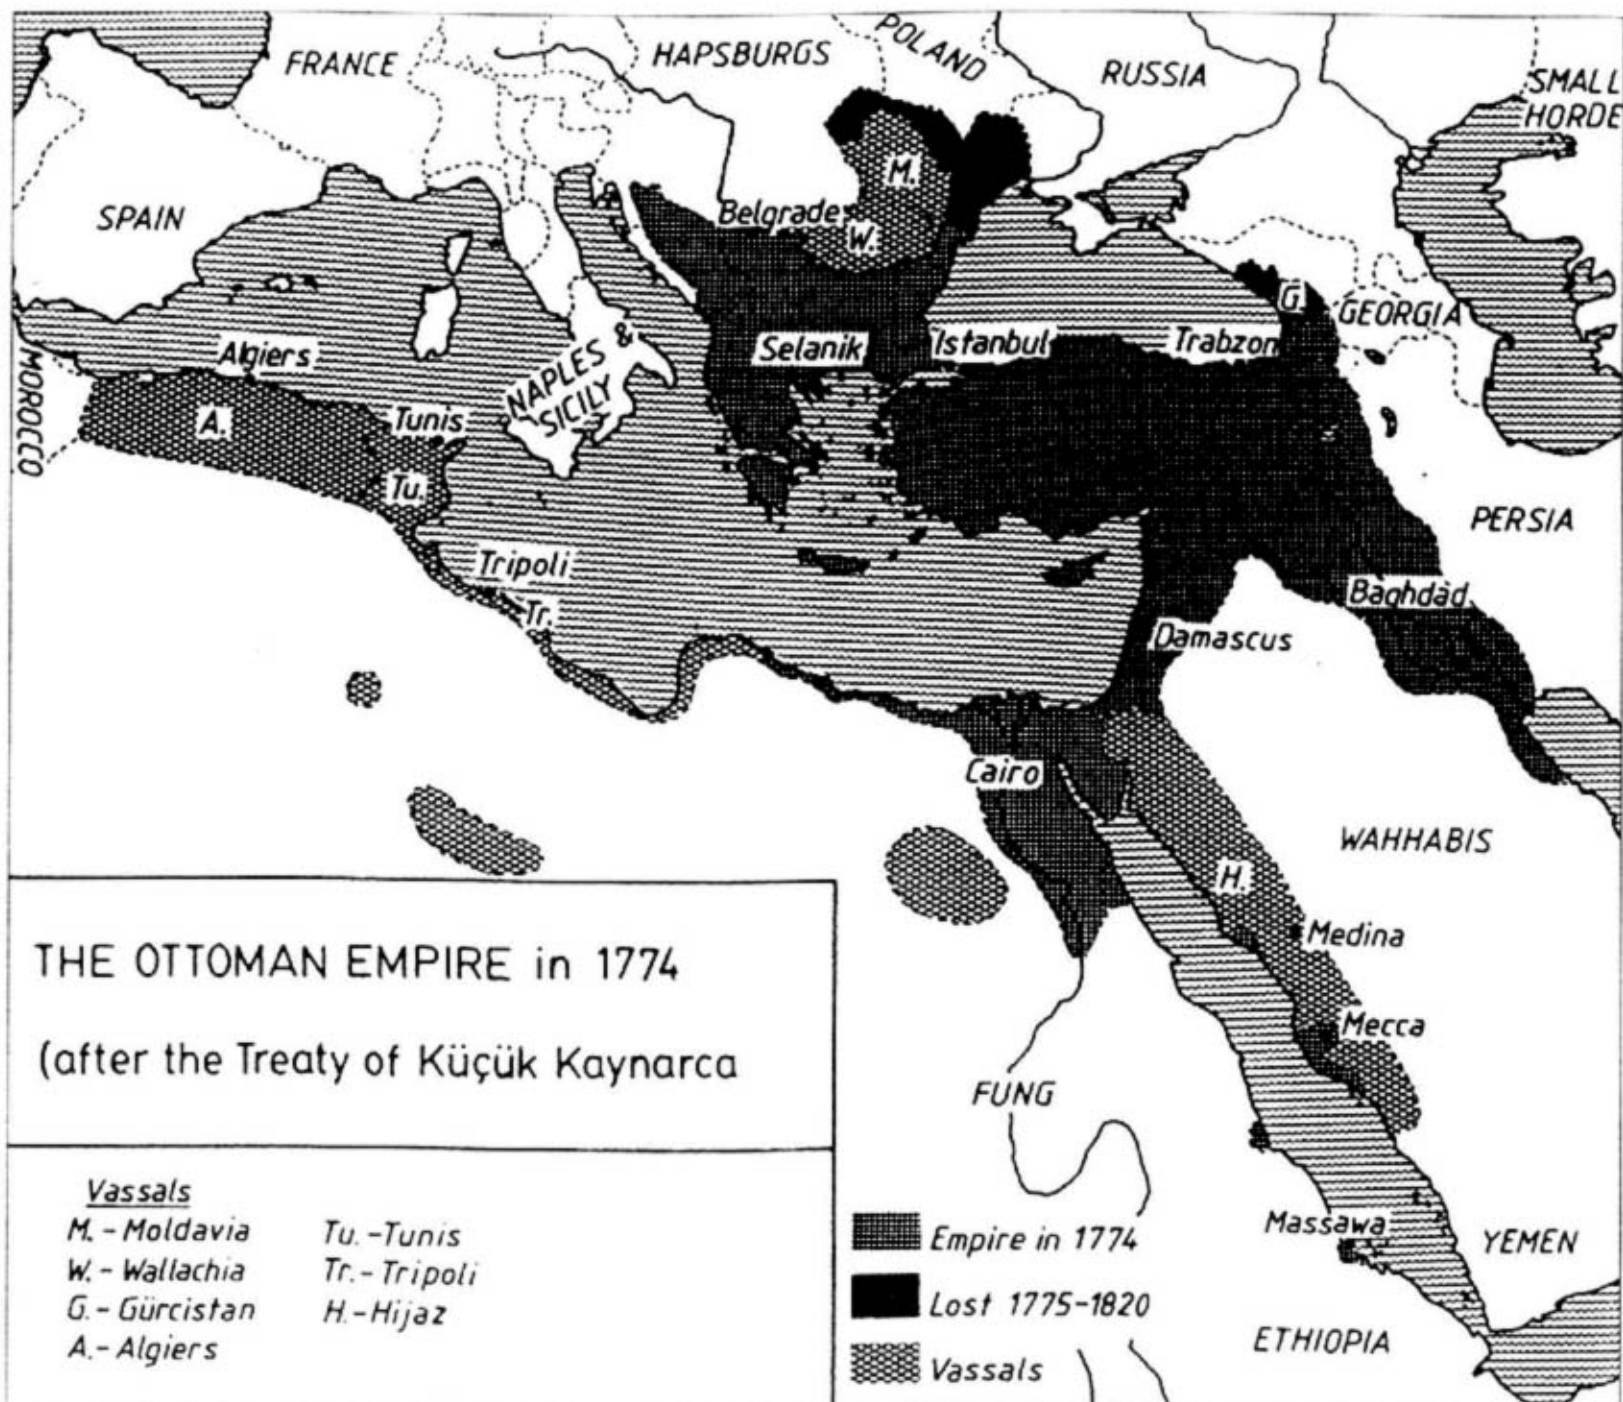 FRANCE
HAPSBURGS
POLAND
RUSSIA
SMALL
HORDE
SPAIN
M.
Belgrade
W.
G.
GEORGIA
MOROCCO
Algiers
NAPLES &
SICILY
Selanik
Istanbul
Trabzon
A.
Tunis
Tu.
PERSIA
Tripoli
Tr.
Baghdàd
Damascus
Cairo
WAHHABIS
H.
Medina
Mecca
FUNG
Massawa
YEMEN
ETHIOPIA
THE OTTOMAN EMPIRE in 1774
(after the Treaty of Küçük Kaynarca
Vassals
M. - Moldavia
W. - Wallachia
G. - Gürcistan
A. - Algiers
Tu. - Tunis
Tr. - Tripoli
H. - Hijaz
Empire in 1774
Lost 1775-1820
Vassals